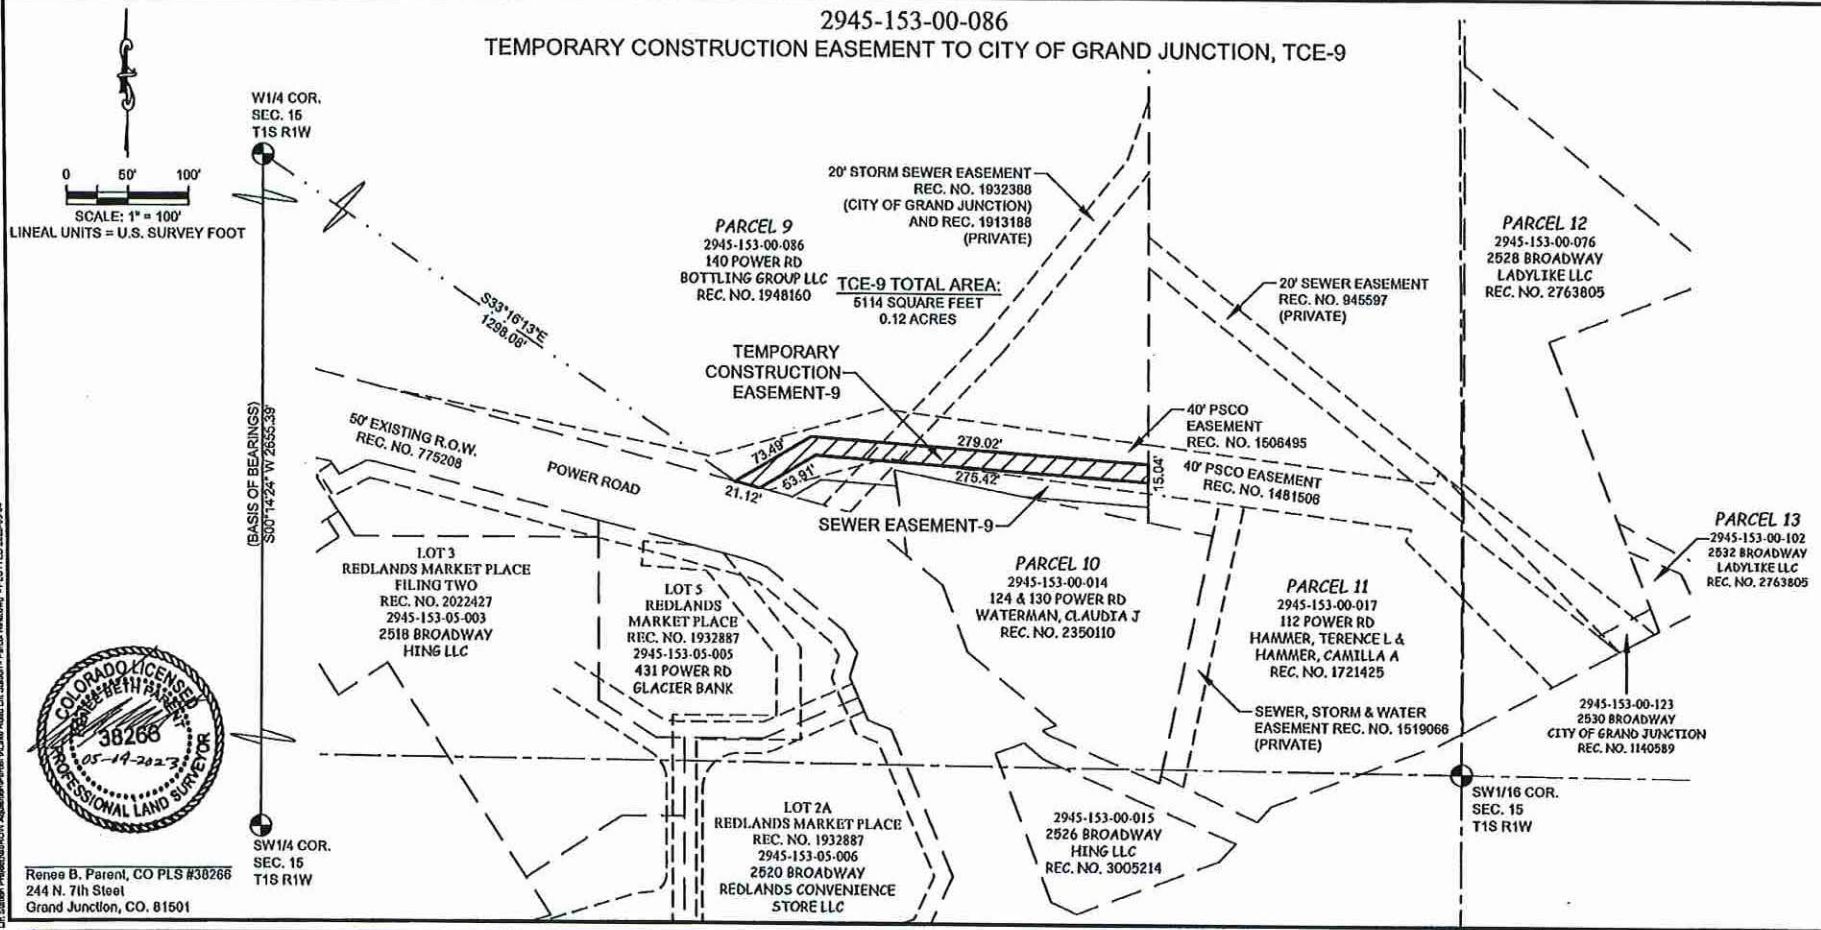 2945-153-00-086
TEMPORARY CONSTRUCTION EASEMENT TO CITY OF GRAND JUNCTION, TCE-9
W1/4 COR.
SEC. 15
T1S R1W
0 50' 100'
SCALE: 1" = 100'
LINEAL UNITS = U.S. SURVEY FOOT
(BASIS OF BEARINGS)
S00°14'24"W 2655.39'
S33°16'13"E
1298.08'
PARCEL 9
2945-153-00-086
140 POWER RD
BOTTLING GROUP LLC
REC. NO. 1948160
TCE-9 TOTAL AREA:
5114 SQUARE FEET
0.12 ACRES
20' STORM SEWER EASEMENT
REC. NO. 1932388
(CITY OF GRAND JUNCTION)
AND REC. 1913188
(PRIVATE)
20' SEWER EASEMENT
REC. NO. 945597
(PRIVATE)
PARCEL 12
2945-153-00-076
2528 BROADWAY
LADYLIKE LLC
REC. NO. 2763805
TEMPORARY
CONSTRUCTION
EASEMENT-9
50' EXISTING R.O.W.
REC. NO. 775208
POWER ROAD
73.49'
53.91'
21.12'
279.02'
275.42'
15.04'
40' PSCO
EASEMENT
REC. NO. 1506495
40' PSCO EASEMENT
REC. NO. 1481506
SEWER EASEMENT-9
PARCEL 13
2945-153-00-102
2532 BROADWAY
LADYLIKE LLC
REC. NO. 2763805
LOT 3
REDLANDS MARKET PLACE
FILING TWO
REC. NO. 2022427
2945-153-05-003
2518 BROADWAY
HING LLC
LOT 5
REDLANDS
MARKET PLACE
REC. NO. 1932887
2945-153-05-005
431 POWER RD
GLACIER BANK
PARCEL 10
2945-153-00-014
124 & 130 POWER RD
WATERMAN, CLAUDIA J
REC. NO. 2350110
PARCEL 11
2945-153-00-017
112 POWER RD
HAMMER, TERENCE L &
HAMMER, CAMILLA A
REC. NO. 1721425
SEWER, STORM & WATER
EASEMENT REC. NO. 1519066
(PRIVATE)
2945-153-00-123
2530 BROADWAY
CITY OF GRAND JUNCTION
REC. NO. 1140589
COLORADO LICENSED
RENEE BETH PARENT
38266
05-19-2023
PROFESSIONAL LAND SURVEYOR
SW1/4 COR.
SEC. 15
T1S R1W
LOT 2A
REDLANDS MARKET PLACE
REC. NO. 1932887
2945-153-05-006
2520 BROADWAY
REDLANDS CONVENIENCE
STORE LLC
2945-153-00-015
2526 BROADWAY
HING LLC
REC. NO. 3005214
SW1/16 COR.
SEC. 15
T1S R1W
Renee B. Parent, CO PLS #38266
244 N. 7th Steet
Grand Junction, CO. 81501